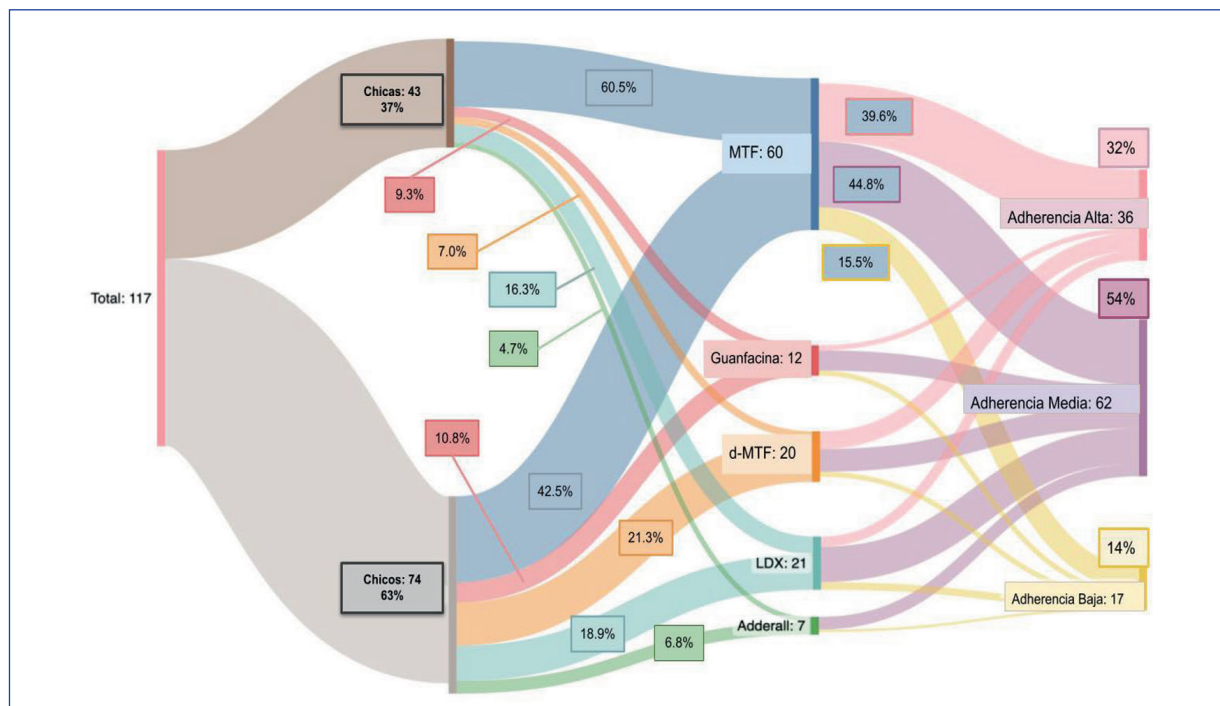 Total: 117
Chicas: 43
37%
Chicos: 74
63%
60.5%
9.3%
7.0%
16.3%
4.7%
10.8%
42.5%
21.3%
18.9%
6.8%
MTF: 60
Guanfacina: 12
d-MTF: 20
LDX: 21
Adderall: 7
39.6%
44.8%
15.5%
32%
Adherencia Alta: 36
54%
Adherencia Media: 62
14%
Adherencia Baja: 17